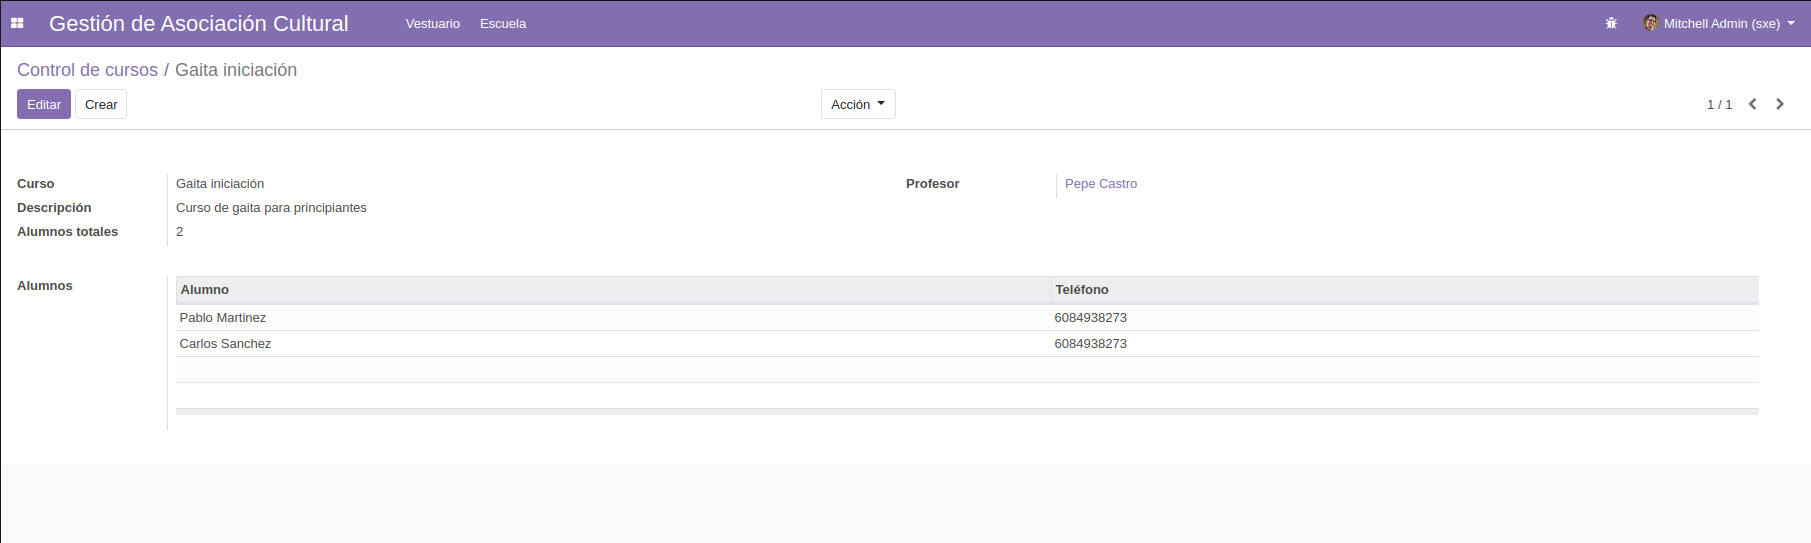 Gestión de Asociación Cultural Vestuario Escuela Mitchell Admin (sxe)
Control de cursos / Gaita iniciación
Editar Crear Acción 1 / 1
Curso Gaita iniciación Profesor Pepe Castro
Descripción Curso de gaita para principiantes
Alumnos totales 2
Alumnos Alumno Teléfono
Pablo Martinez 6084938273
Carlos Sanchez 6084938273